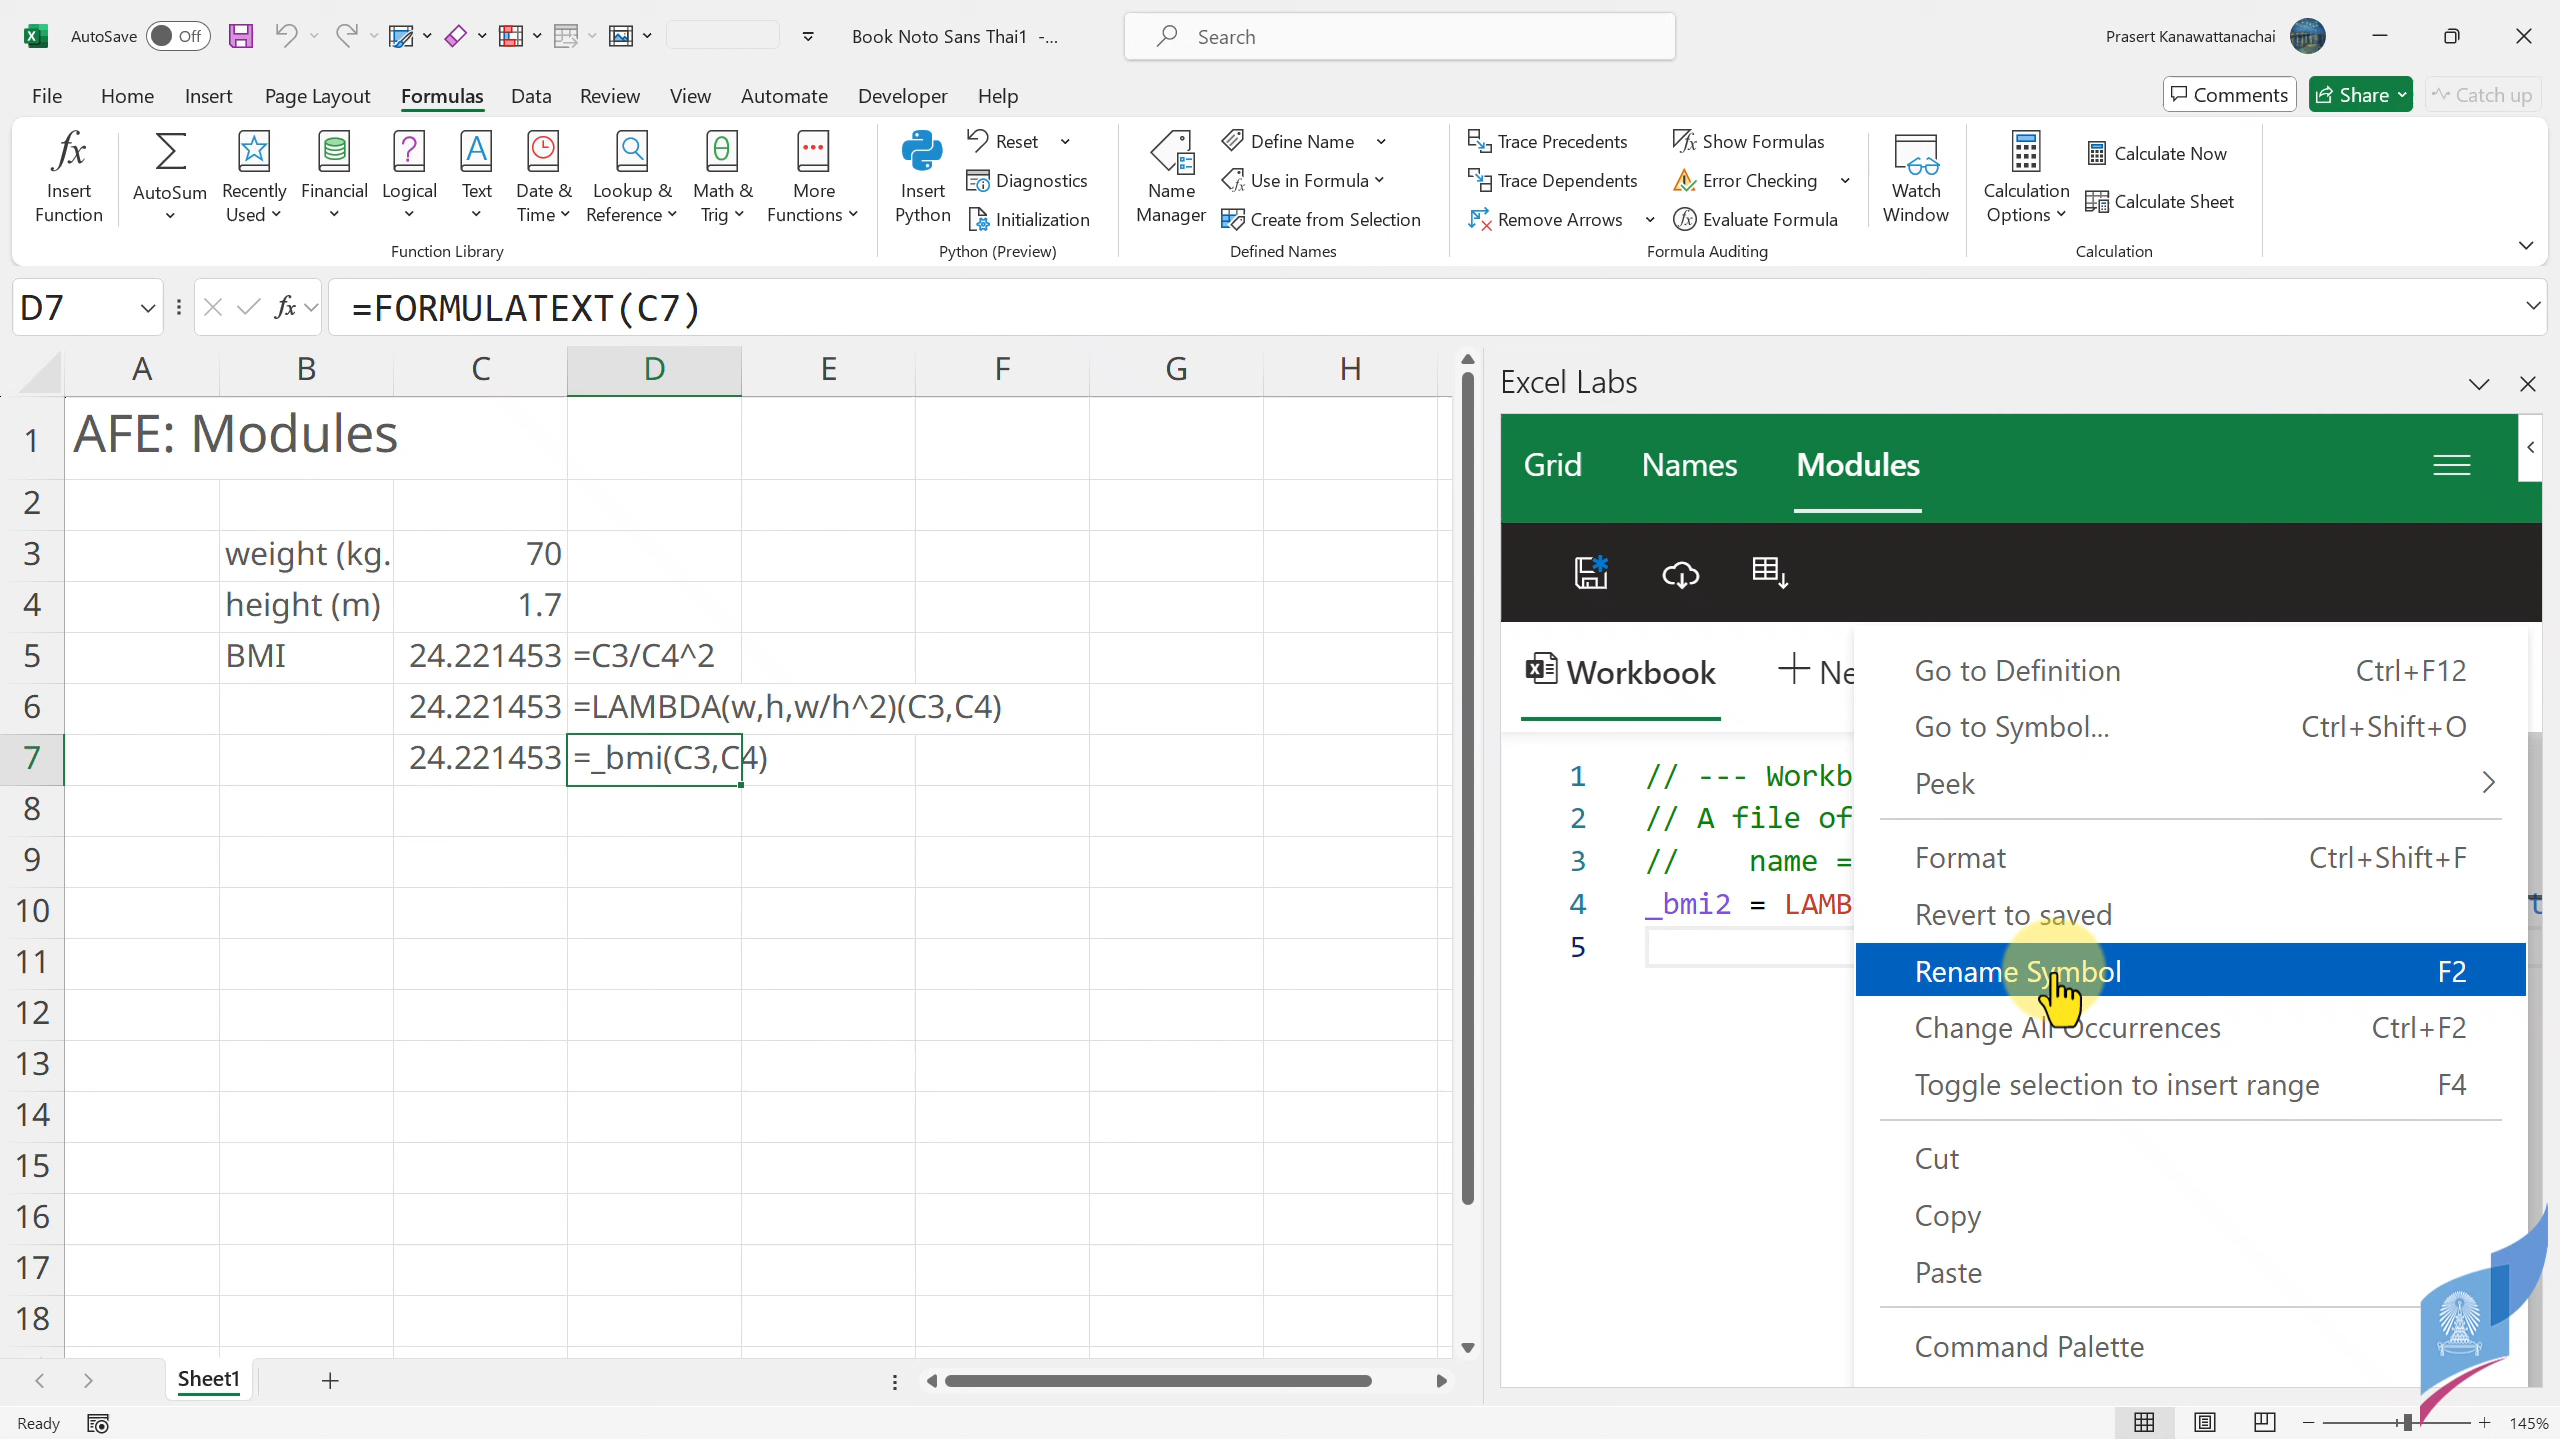 AutoSave Off Book Noto Sans Thai1 -... Search Prasert Kanawattanachai
File Home Insert Page Layout Formulas Data Review View Automate Developer Help Comments Share Catch up
Insert Function
AutoSum
Recently Used
Financial
Logical
Text
Date & Time
Lookup & Reference
Math & Trig
More Functions
Function Library
Insert Python
Reset
Diagnostics
Initialization
Python (Preview)
Name Manager
Define Name
Use in Formula
Create from Selection
Defined Names
Trace Precedents
Trace Dependents
Remove Arrows
Show Formulas
Error Checking
Evaluate Formula
Formula Auditing
Watch Window
Calculation Options
Calculate Now
Calculate Sheet
Calculation
D7 fx =FORMULATEXT(C7)
A B C D E F G H
1 AFE: Modules
2
3 weight (kg. 70
4 height (m) 1.7
5 BMI 24.221453 =C3/C4^2
6 24.221453 =LAMBDA(w,h,w/h^2)(C3,C4)
7 24.221453 =_bmi(C3,C4)
8
9
10
11
12
13
14
15
16
17
18
Excel Labs
Grid Names Modules
Workbook + Ne
1 // --- Workb
2 // A file of
3 // name =
4 _bmi2 = LAMB
5
Go to Definition Ctrl+F12
Go to Symbol... Ctrl+Shift+O
Peek
Format Ctrl+Shift+F
Revert to saved
Rename Symbol F2
Change All Occurrences Ctrl+F2
Toggle selection to insert range F4
Cut
Copy
Paste
Command Palette
Sheet1
Ready 145%